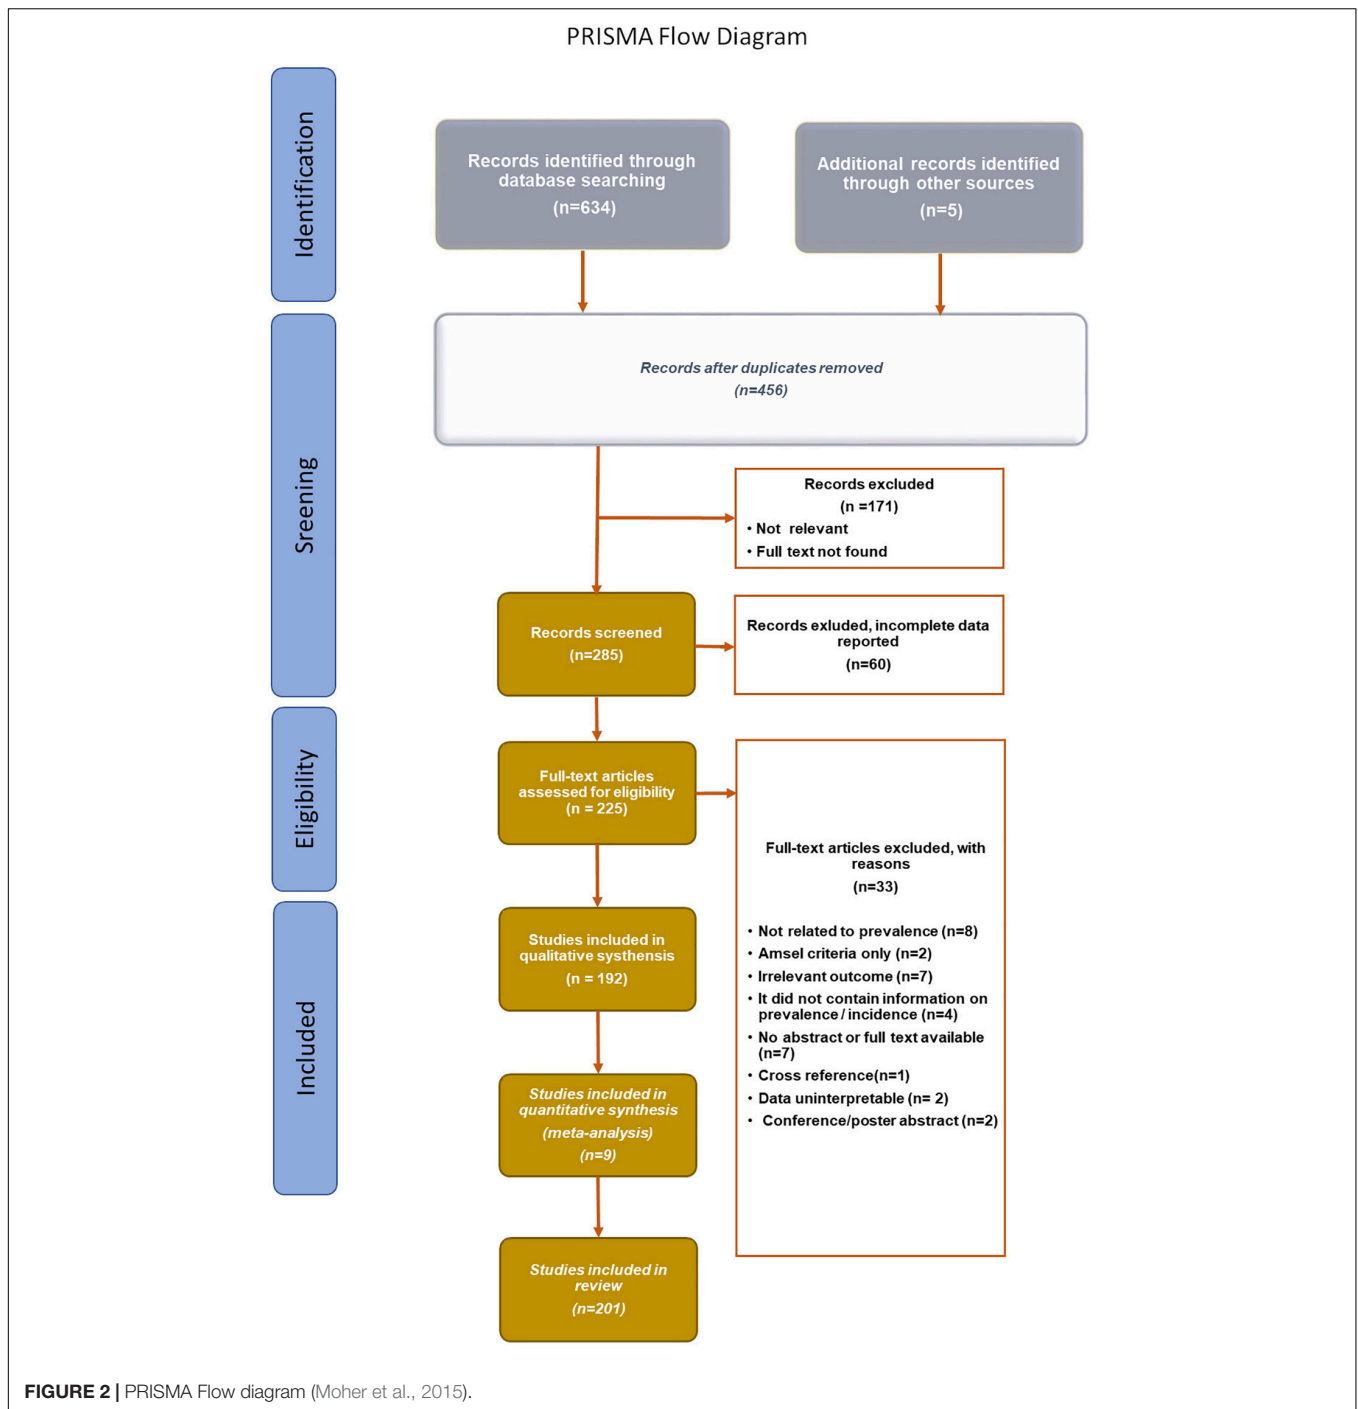 PRISMA Flow Diagram
Identification
Records identified through
database searching
(n=634)
Additional records identified
through other sources
(n=5)
Sreening
Records after duplicates removed
(n=456)
Records excluded
(n =171)
• Not relevant
• Full text not found
Records screened
(n=285)
Records exluded, incomplete data
reported
(n=60)
Eligibility
Full-text articles
assessed for eligibility
(n = 225)
Full-text articles excluded, with
reasons
(n=33)
• Not related to prevalence (n=8)
• Amsel criteria only (n=2)
• Irrelevant outcome (n=7)
• It did not contain information on
prevalence / incidence (n=4)
• No abstract or full text available
(n=7)
• Cross reference(n=1)
• Data uninterpretable (n= 2)
• Conference/poster abstract (n=2)
Included
Studies included in
qualitative systhensis
(n = 192)
Studies included in
quantitative synthesis
(meta-analysis)
(n=9)
Studies included in
review
(n=201)
FIGURE 2 | PRISMA Flow diagram (Moher et al., 2015).